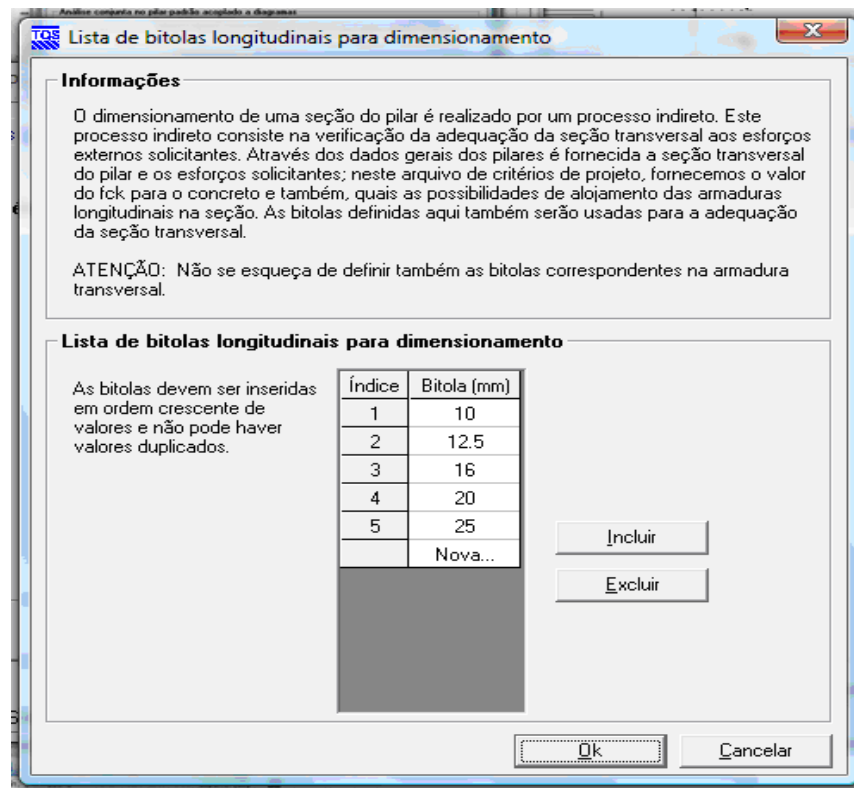 Análise conjunta no pilar padrão acoplado a diagramas
TQS Lista de bitolas longitudinais para dimensionamento
Informações
O dimensionamento de uma seção do pilar é realizado por um processo indireto. Este
processo indireto consiste na verificação da adequação da seção transversal aos esforços
externos solicitantes. Através dos dados gerais dos pilares é fornecida a seção transversal
do pilar e os esforços solicitantes; neste arquivo de critérios de projeto, fornecemos o valor
do fck para o concreto e também, quais as possibilidades de alojamento das armaduras
longitudinais na seção. As bitolas definidas aqui também serão usadas para a adequação
da seção transversal.
ATENÇÃO: Não se esqueça de definir também as bitolas correspondentes na armadura
transversal.
Lista de bitolas longitudinais para dimensionamento
As bitolas devem ser inseridas
em ordem crescente de
valores e não pode haver
valores duplicados.
Índice Bitola (mm)
1 10
2 12.5
3 16
4 20
5 25
Nova...
Incluir
Excluir
Ok Cancelar